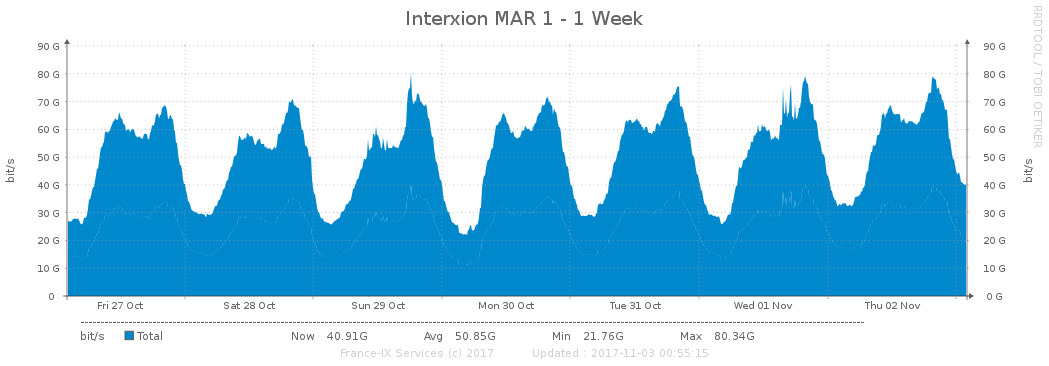 Interxion MAR 1 - 1 Week
RRDTOOL / TOBI OETIKER
90 G 90 G
80 G 80 G
70 G 70 G
60 G 60 G
50 G 50 G
40 G 40 G
30 G 30 G
20 G 20 G
10 G 10 G
0 0 G
bit/s
bit/s
Fri 27 Oct Sat 28 Oct Sun 29 Oct Mon 30 Oct Tue 31 Oct Wed 01 Nov Thu 02 Nov
bit/s Total Now 40.91G Avg 50.85G Min 21.76G Max 80.34G
France-IX Services (c) 2017 Updated : 2017-11-03 00:55:15